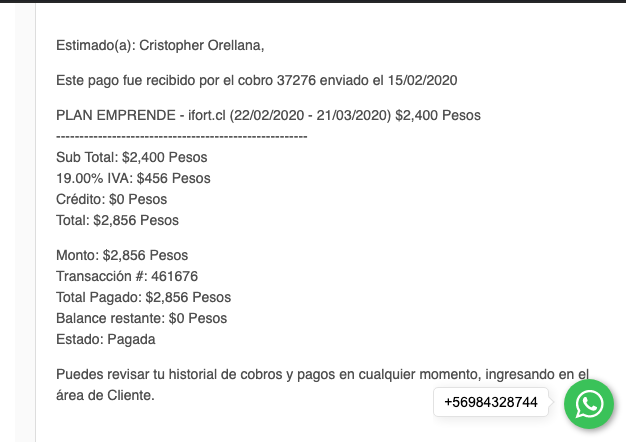 Estimado(a): Cristopher Orellana,
Este pago fue recibido por el cobro 37276 enviado el 15/02/2020
PLAN EMPRENDE - ifort.cl (22/02/2020 - 21/03/2020) $2,400 Pesos
------------------------------------------------------
Sub Total: $2,400 Pesos
19.00% IVA: $456 Pesos
Crédito: $0 Pesos
Total: $2,856 Pesos
Monto: $2,856 Pesos
Transacción #: 461676
Total Pagado: $2,856 Pesos
Balance restante: $0 Pesos
Estado: Pagada
Puedes revisar tu historial de cobros y pagos en cualquier momento, ingresando en el
área de Cliente.
+56984328744